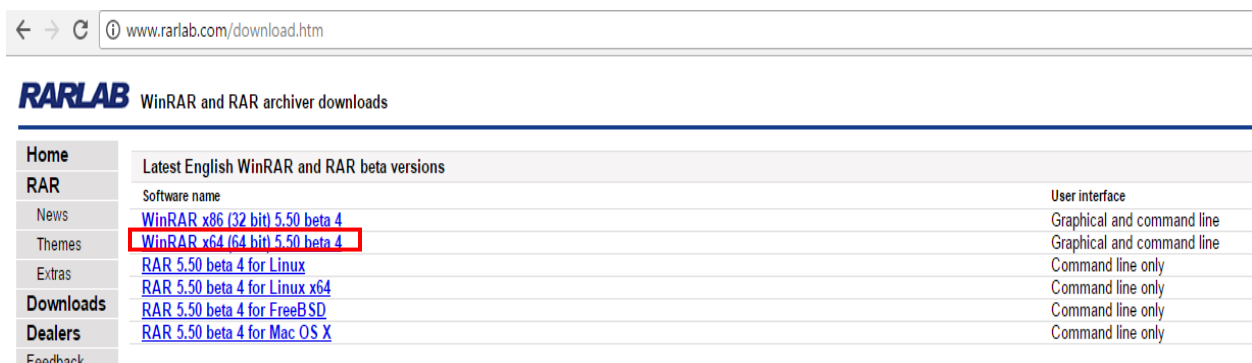 www.rarlab.com/download.htm
RARLAB WinRAR and RAR archiver downloads
Home
RAR
News
Themes
Extras
Downloads
Dealers
Feedback
Latest English WinRAR and RAR beta versions
Software name User interface
WinRAR x86 (32 bit) 5.50 beta 4 Graphical and command line
WinRAR x64 (64 bit) 5.50 beta 4 Graphical and command line
RAR 5.50 beta 4 for Linux Command line only
RAR 5.50 beta 4 for Linux x64 Command line only
RAR 5.50 beta 4 for FreeBSD Command line only
RAR 5.50 beta 4 for Mac OS X Command line only